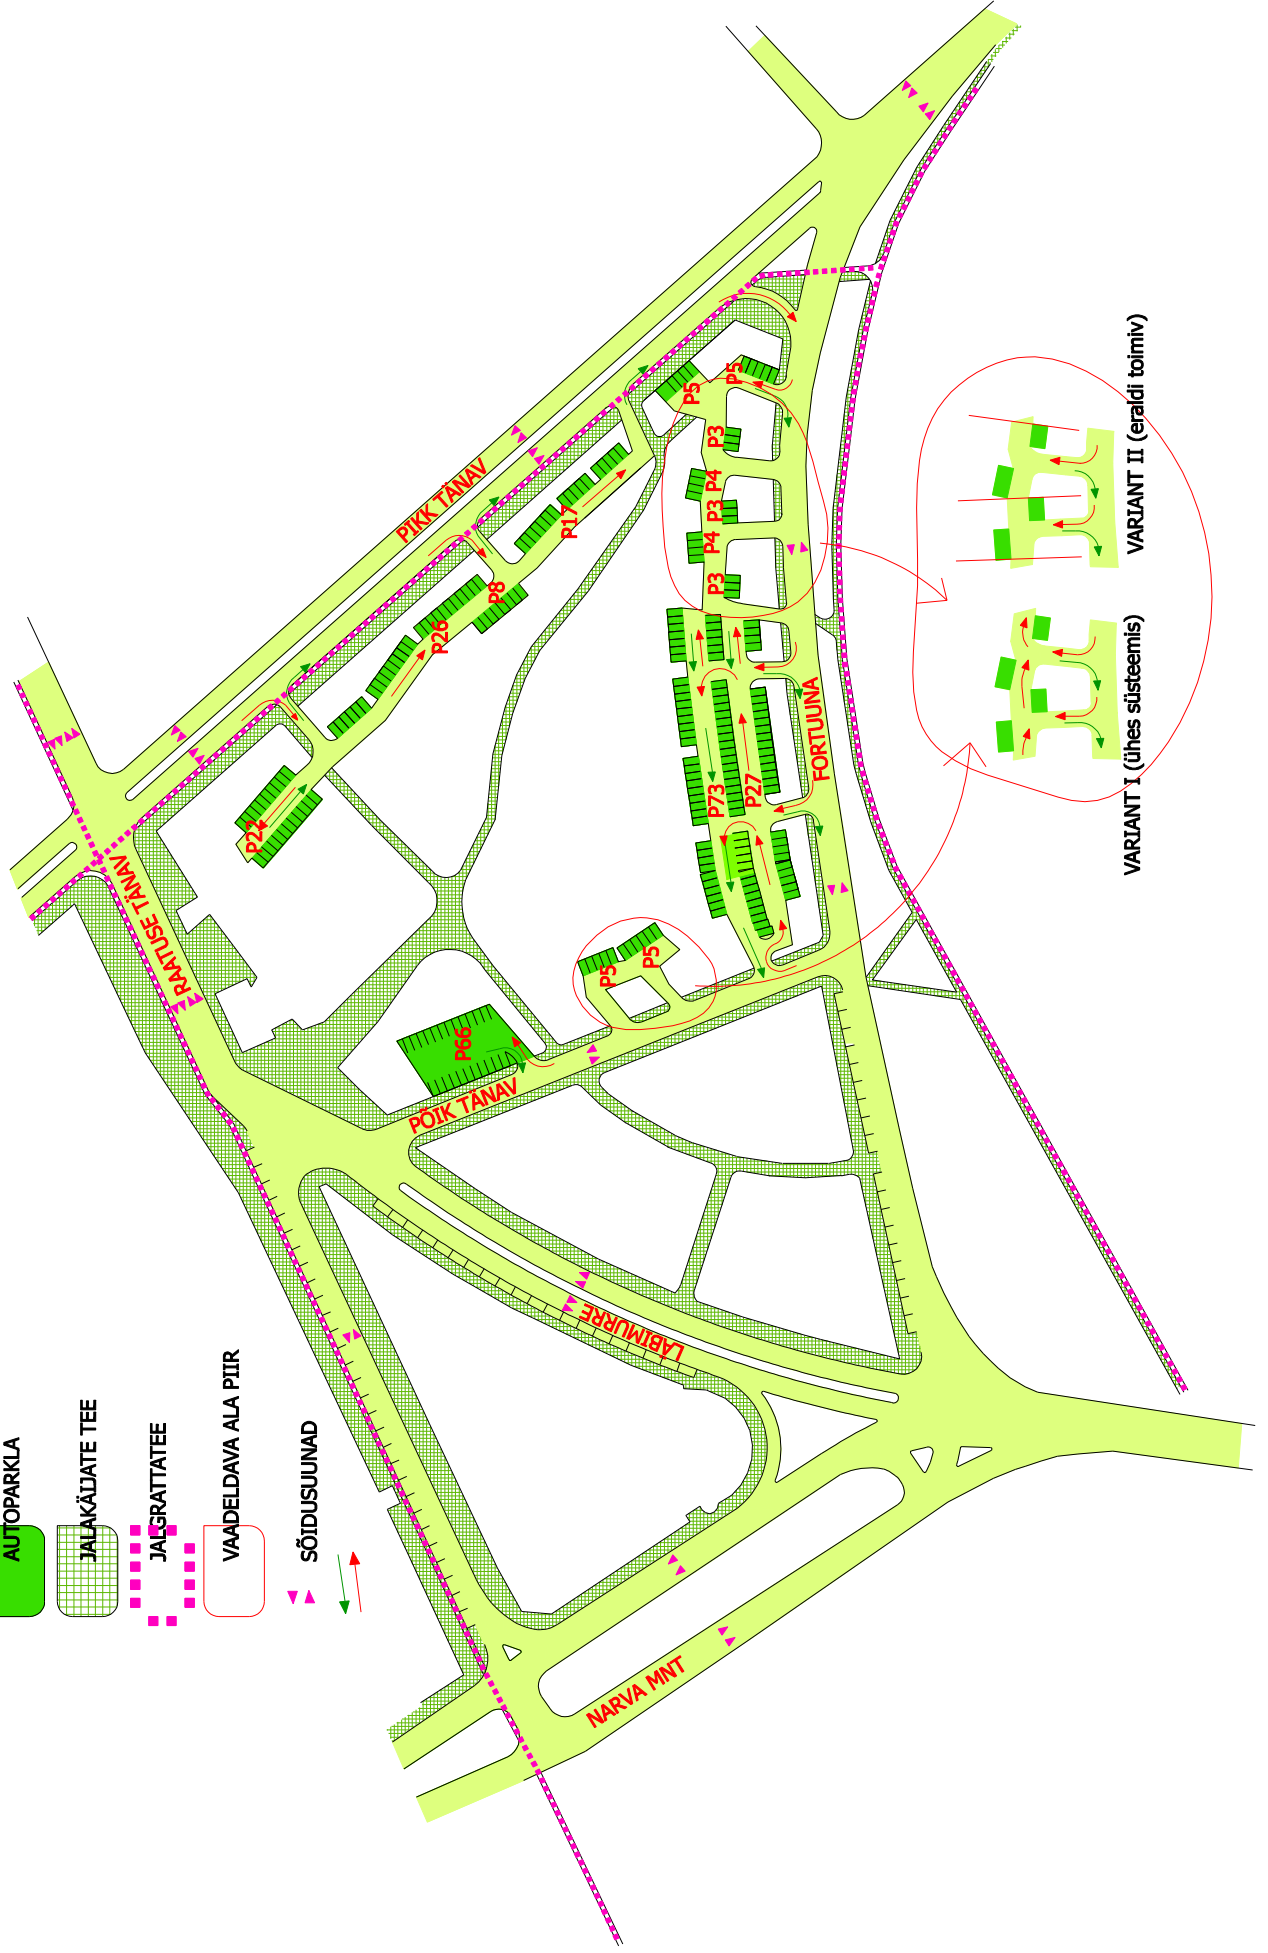 PIKK TÄNAV
P5
P5
P3
P4
P3
P4
P3
P17
P8
P26
P22
P73
P27
FORTUUNA
RAATUSE TÄNAV
P5
P5
P66
PÕIK TÄNAV
LÄBIMURRE
NARVA MNT
VARIANT II (eraldi toimiv)
VARIANT I (ühes süsteemis)
AUTOPARKLA
JALAKÄIJATE TEE
JALGRATTATEE
VAADELDAVA ALA PIIR
SÕIDUSUUNAD